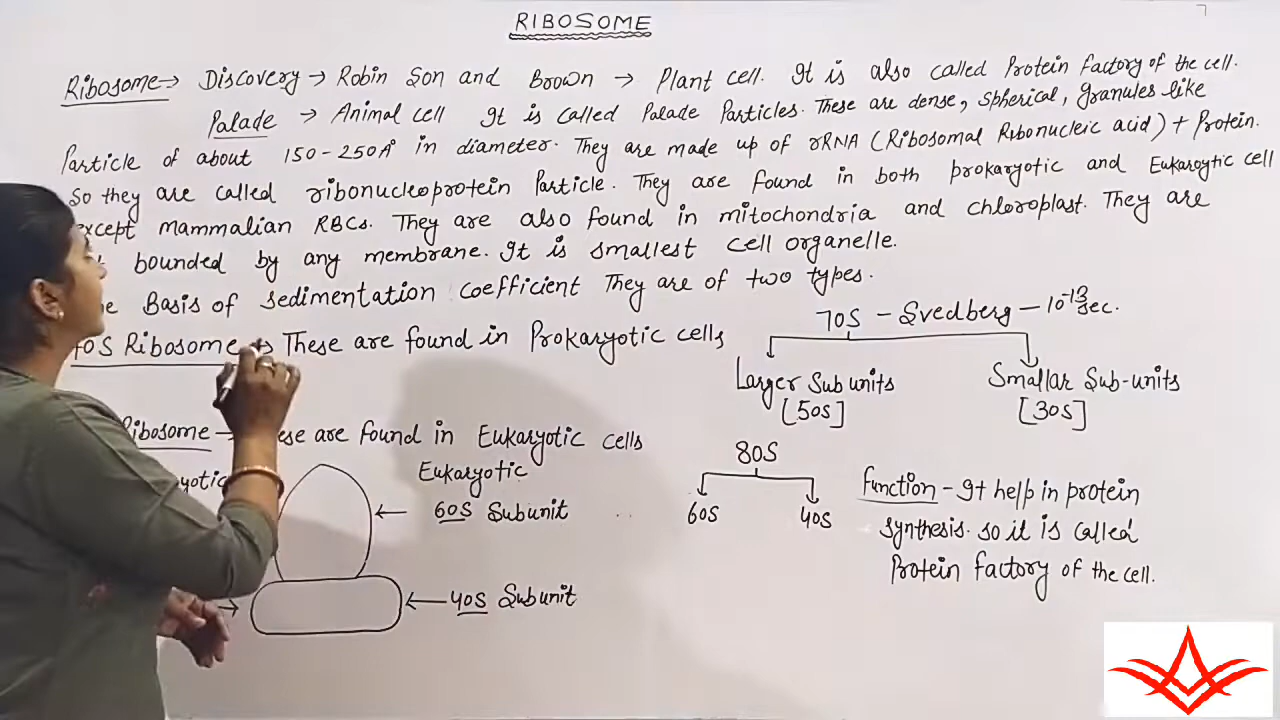 RIBOSOME
Ribosome → Discovery → Robin Son and Brown → Plant cell. It is also called Protein factory of the cell.
Palade → Animal cell It is called Palade Particles. These are dense, spherical, granules like
Particle of about 150-250A° in diameter. They are made up of rRNA (Ribosomal Ribonucleic acid) + Protein.
So they are called ribonucleoprotein Particle. They are found in both prokaryotic and Eukaroytic cell
except mammalian RBCs. They are also found in mitochondria and chloroplast. They are
bounded by any membrane. It is smallest cell organelle.
Basis of sedimentation coefficient They are of two types.
70S - Svedberg - 10⁻¹³ sec.
70S Ribosome → These are found in Prokaryotic cells
Larger Sub units
[50S]
Smallar Sub-units
[30S]
Ribosome → These are found in Eukaryotic cells
Eukaryotic
60S Subunit
40S Subunit
80S
60S
40S
Function - It help in protein
synthesis. so it is called
Protein factory of the cell.